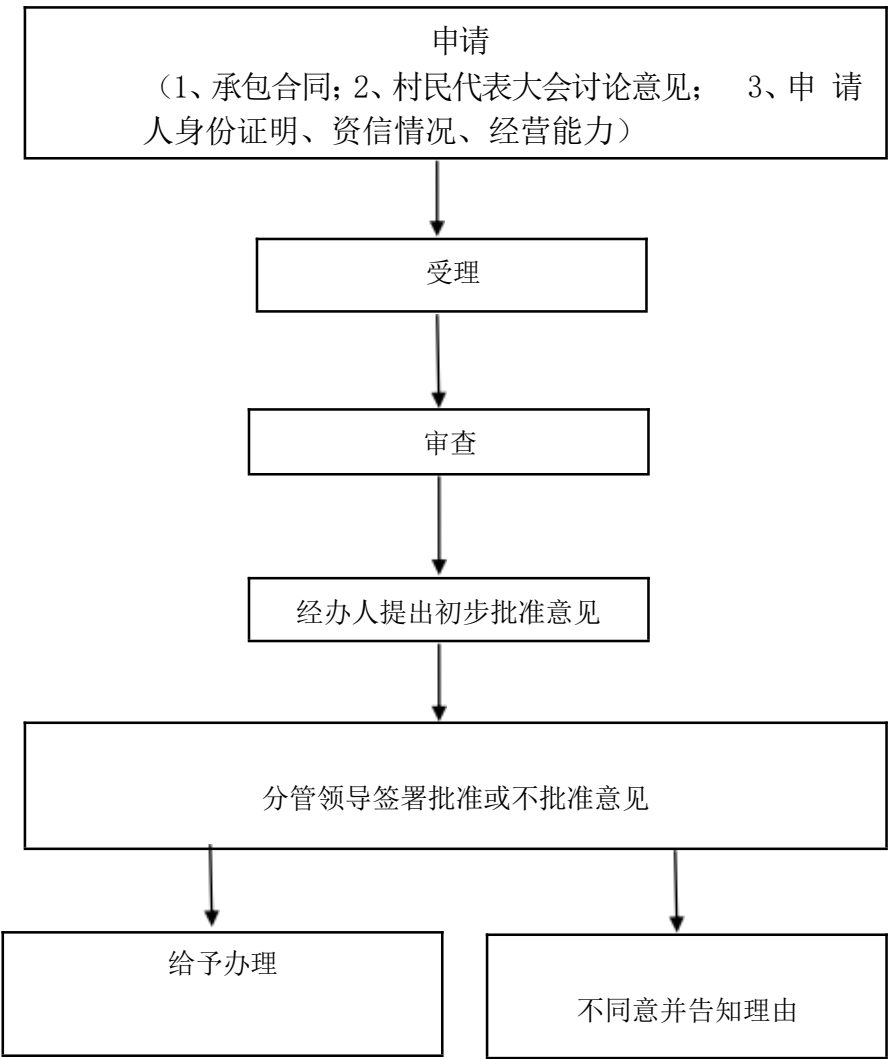 申请
（1、承包合同；2、村民代表大会讨论意见； 3、申 请
人身份证明、资信情况、经营能力）
受理
审查
经办人提出初步批准意见
分管领导签署批准或不批准意见
给予办理
不同意并告知理由